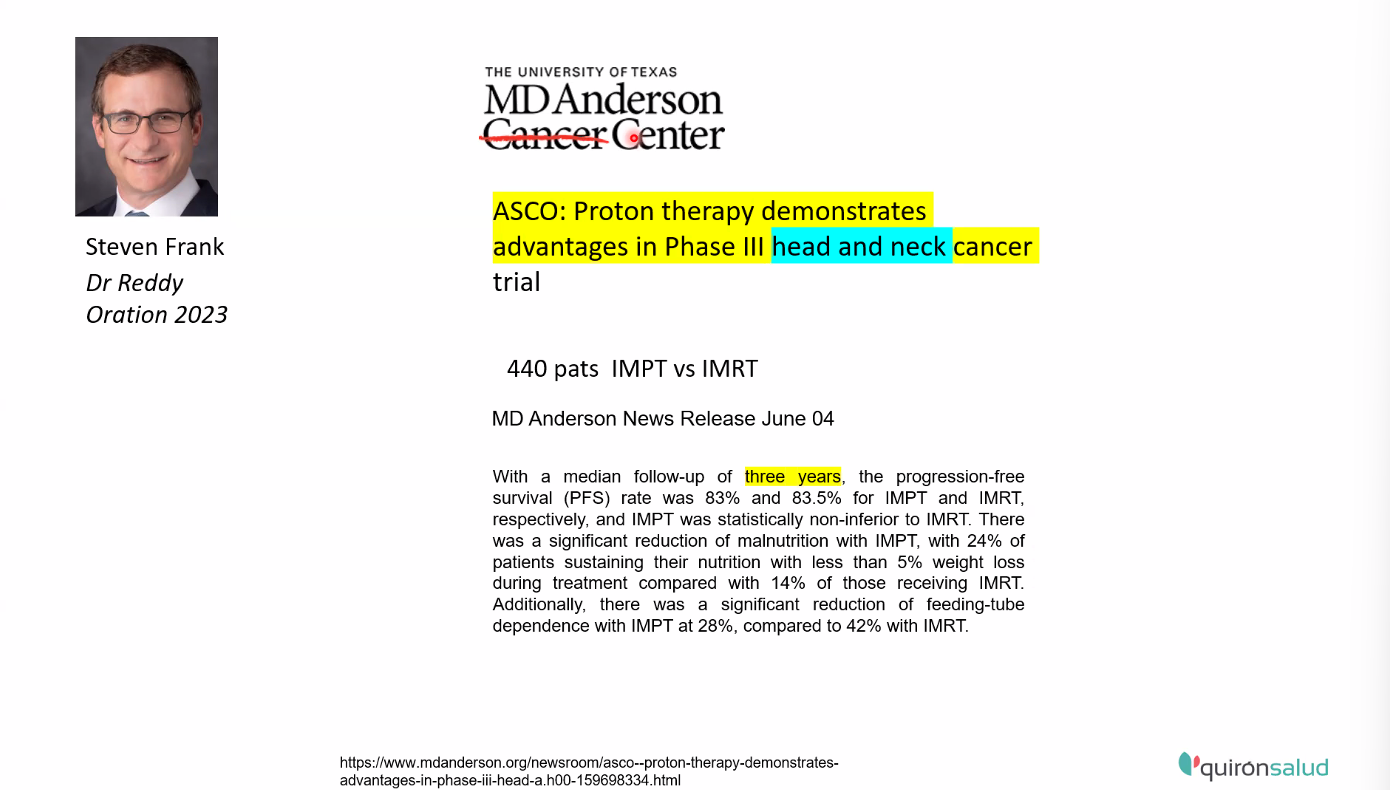 Steven Frank
Dr Reddy
Oration 2023
THE UNIVERSITY OF TEXAS
MD Anderson
Cancer Center
ASCO: Proton therapy demonstrates
advantages in Phase III head and neck cancer
trial
440 pats IMPT vs IMRT
MD Anderson News Release June 04
With a median follow-up of three years, the progression-free
survival (PFS) rate was 83% and 83.5% for IMPT and IMRT,
respectively, and IMPT was statistically non-inferior to IMRT. There
was a significant reduction of malnutrition with IMPT, with 24% of
patients sustaining their nutrition with less than 5% weight loss
during treatment compared with 14% of those receiving IMRT.
Additionally, there was a significant reduction of feeding-tube
dependence with IMPT at 28%, compared to 42% with IMRT.
https://www.mdanderson.org/newsroom/asco--proton-therapy-demonstrates-
advantages-in-phase-iii-head-a.h00-159698334.html
quirónsalud